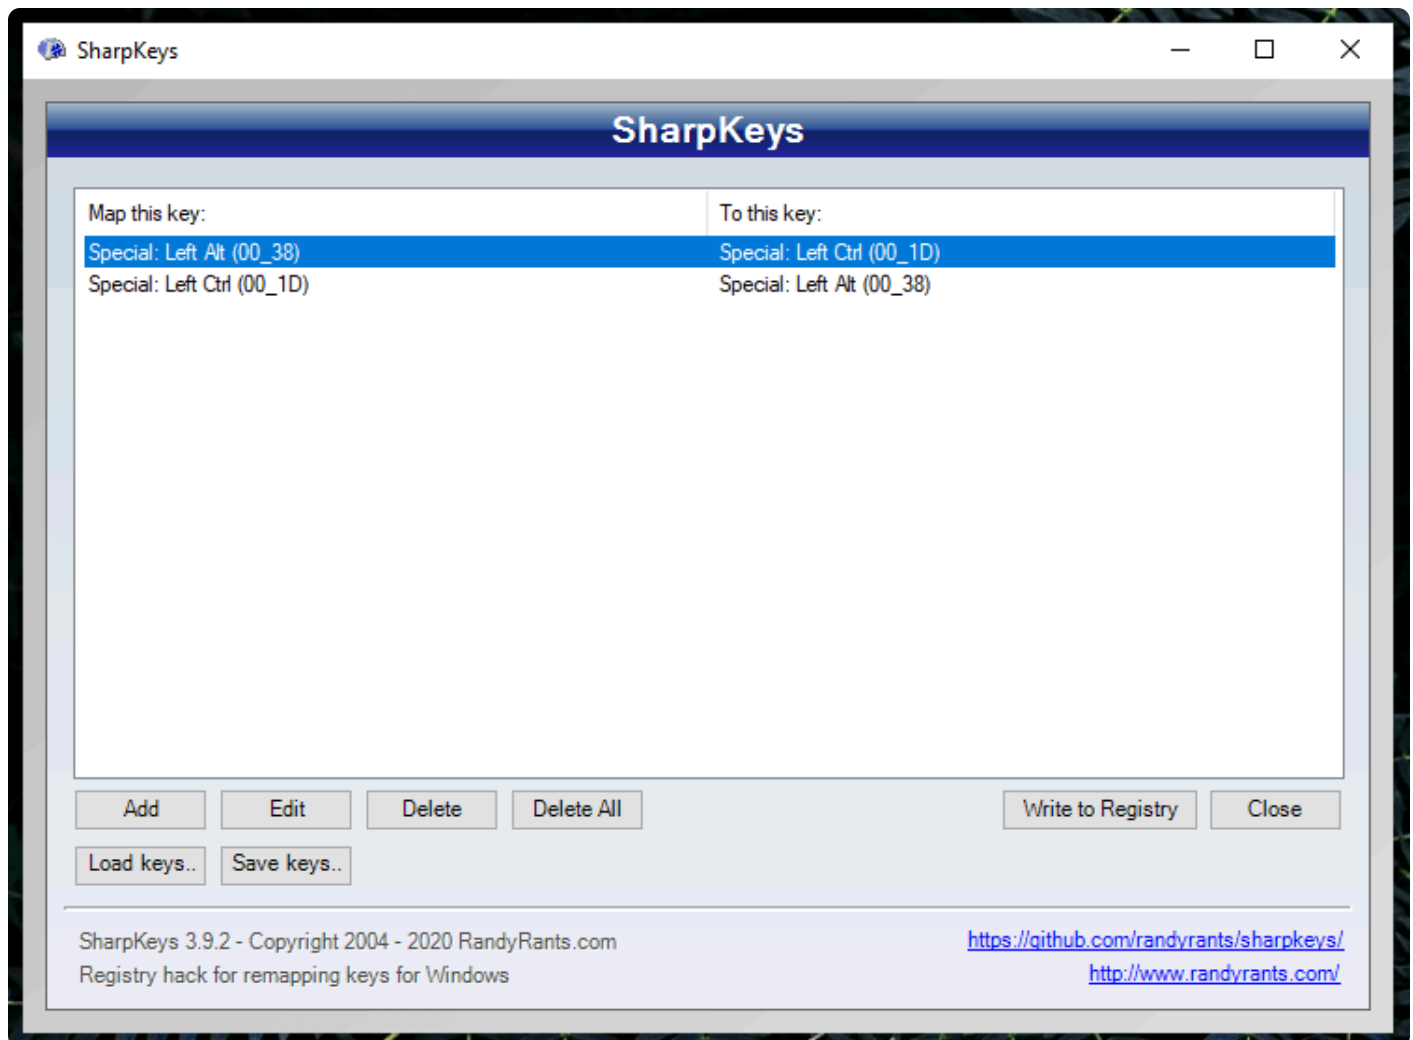 SharpKeys
SharpKeys
Map this key: To this key:
Special: Left Alt (00_38) Special: Left Ctrl (00_1D)
Special: Left Ctrl (00_1D) Special: Left Alt (00_38)
Add Edit Delete Delete All Write to Registry Close
Load keys.. Save keys..
SharpKeys 3.9.2 - Copyright 2004 - 2020 RandyRants.com https://github.com/randyrants/sharpkeys/
Registry hack for remapping keys for Windows http://www.randyrants.com/